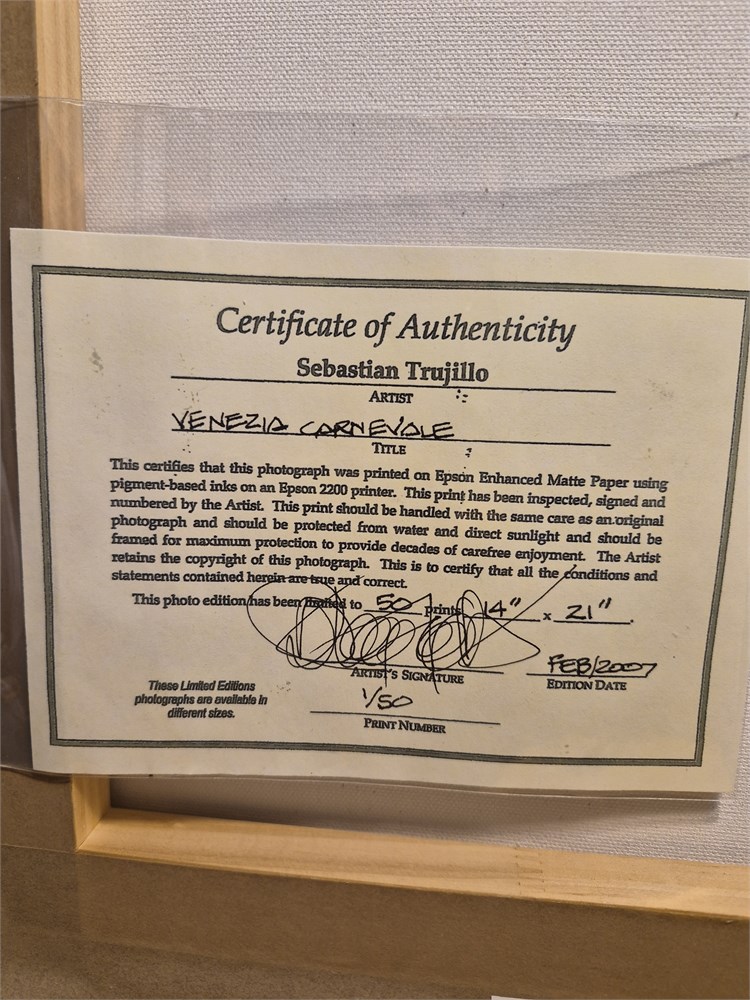 Certificate of Authenticity
Sebastian Trujillo
ARTIST
VENEZIA CARNEVALE
TITLE
This certifies that this photograph was printed on Epson Enhanced Matte Paper using
pigment-based inks on an Epson 2200 printer. This print has been inspected, signed and
numbered by the Artist. This print should be handled with the same care as an original
photograph and should be protected from water and direct sunlight and should be
framed for maximum protection to provide decades of carefree enjoyment. The Artist
retains the copyright of this photograph. This is to certify that all the conditions and
statements contained herein are true and correct.
This photo edition has been limited to 50 prints 14" x 21".
ARTIST'S SIGNATURE
FEB/2007
EDITION DATE
These Limited Editions
photographs are available in
different sizes.
1/50
PRINT NUMBER